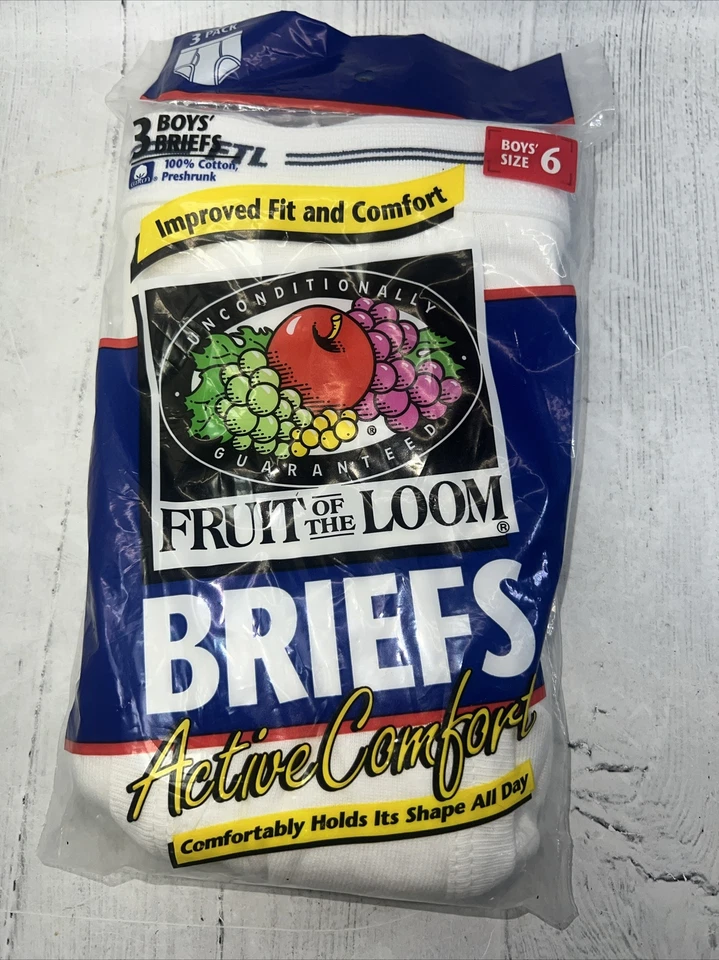 3 PACK
3 BOYS'
BRIEFS
FTL
100% Cotton,
Preshrunk
BOYS'
SIZE 6
Improved Fit and Comfort
UNCONDITIONALLY
®
GUARANTEED
FRUIT OF THE LOOM®
BRIEFS
Active Comfort
Comfortably Holds Its Shape All Day